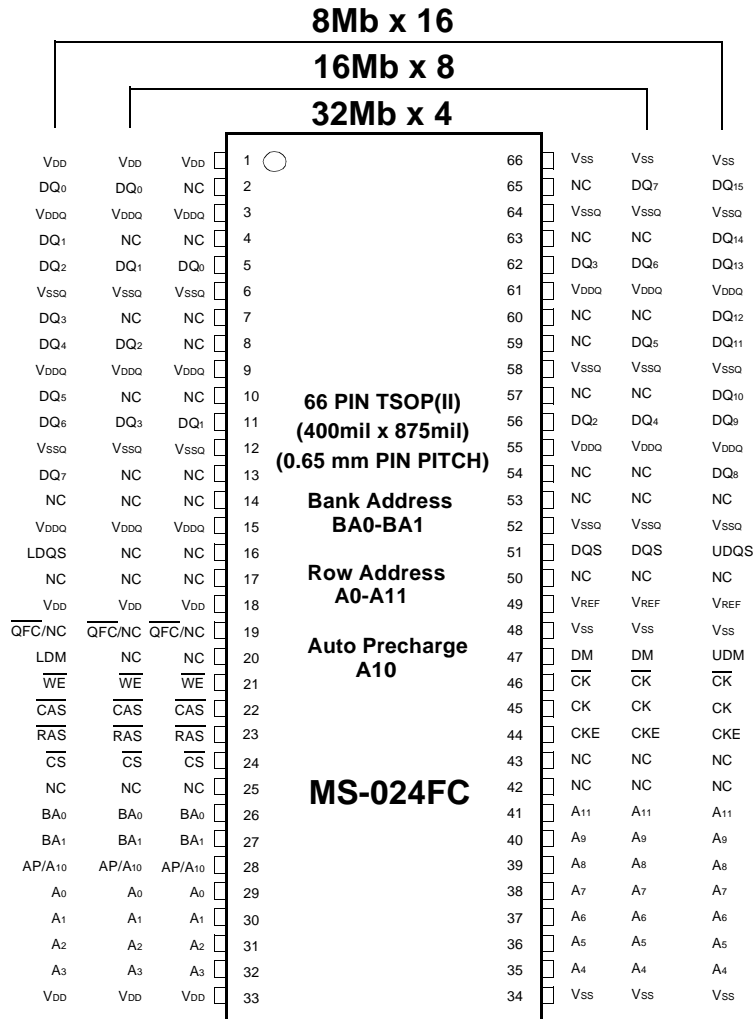 8Mb x 16
16Mb x 8
32Mb x 4
VDD VDD VDD 1 66 VSS VSS VSS
DQ0 DQ0 NC 2 65 NC DQ7 DQ15
VDDQ VDDQ VDDQ 3 64 VSSQ VSSQ VSSQ
DQ1 NC NC 4 63 NC NC DQ14
DQ2 DQ1 DQ0 5 62 DQ3 DQ6 DQ13
VSSQ VSSQ VSSQ 6 61 VDDQ VDDQ VDDQ
DQ3 NC NC 7 60 NC NC DQ12
DQ4 DQ2 NC 8 59 NC DQ5 DQ11
VDDQ VDDQ VDDQ 9 58 VSSQ VSSQ VSSQ
DQ5 NC NC 10 57 NC NC DQ10
DQ6 DQ3 DQ1 11 56 DQ2 DQ4 DQ9
VSSQ VSSQ VSSQ 12 55 VDDQ VDDQ VDDQ
DQ7 NC NC 13 54 NC NC DQ8
NC NC NC 14 53 NC NC NC
VDDQ VDDQ VDDQ 15 52 VSSQ VSSQ VSSQ
LDQS NC NC 16 51 DQS DQS UDQS
NC NC NC 17 50 NC NC NC
VDD VDD VDD 18 49 VREF VREF VREF
QFC/NC QFC/NC QFC/NC 19 48 VSS VSS VSS
LDM NC NC 20 47 DM DM UDM
WE WE WE 21 46 CK CK CK
CAS CAS CAS 22 45 CK CK CK
RAS RAS RAS 23 44 CKE CKE CKE
CS CS CS 24 43 NC NC NC
NC NC NC 25 42 NC NC NC
BA0 BA0 BA0 26 41 A11 A11 A11
BA1 BA1 BA1 27 40 A9 A9 A9
AP/A10 AP/A10 AP/A10 28 39 A8 A8 A8
A0 A0 A0 29 38 A7 A7 A7
A1 A1 A1 30 37 A6 A6 A6
A2 A2 A2 31 36 A5 A5 A5
A3 A3 A3 32 35 A4 A4 A4
VDD VDD VDD 33 34 VSS VSS VSS
66 PIN TSOP(II)
(400mil x 875mil)
(0.65 mm PIN PITCH)
Bank Address
BA0-BA1
Row Address
A0-A11
Auto Precharge
A10
MS-024FC